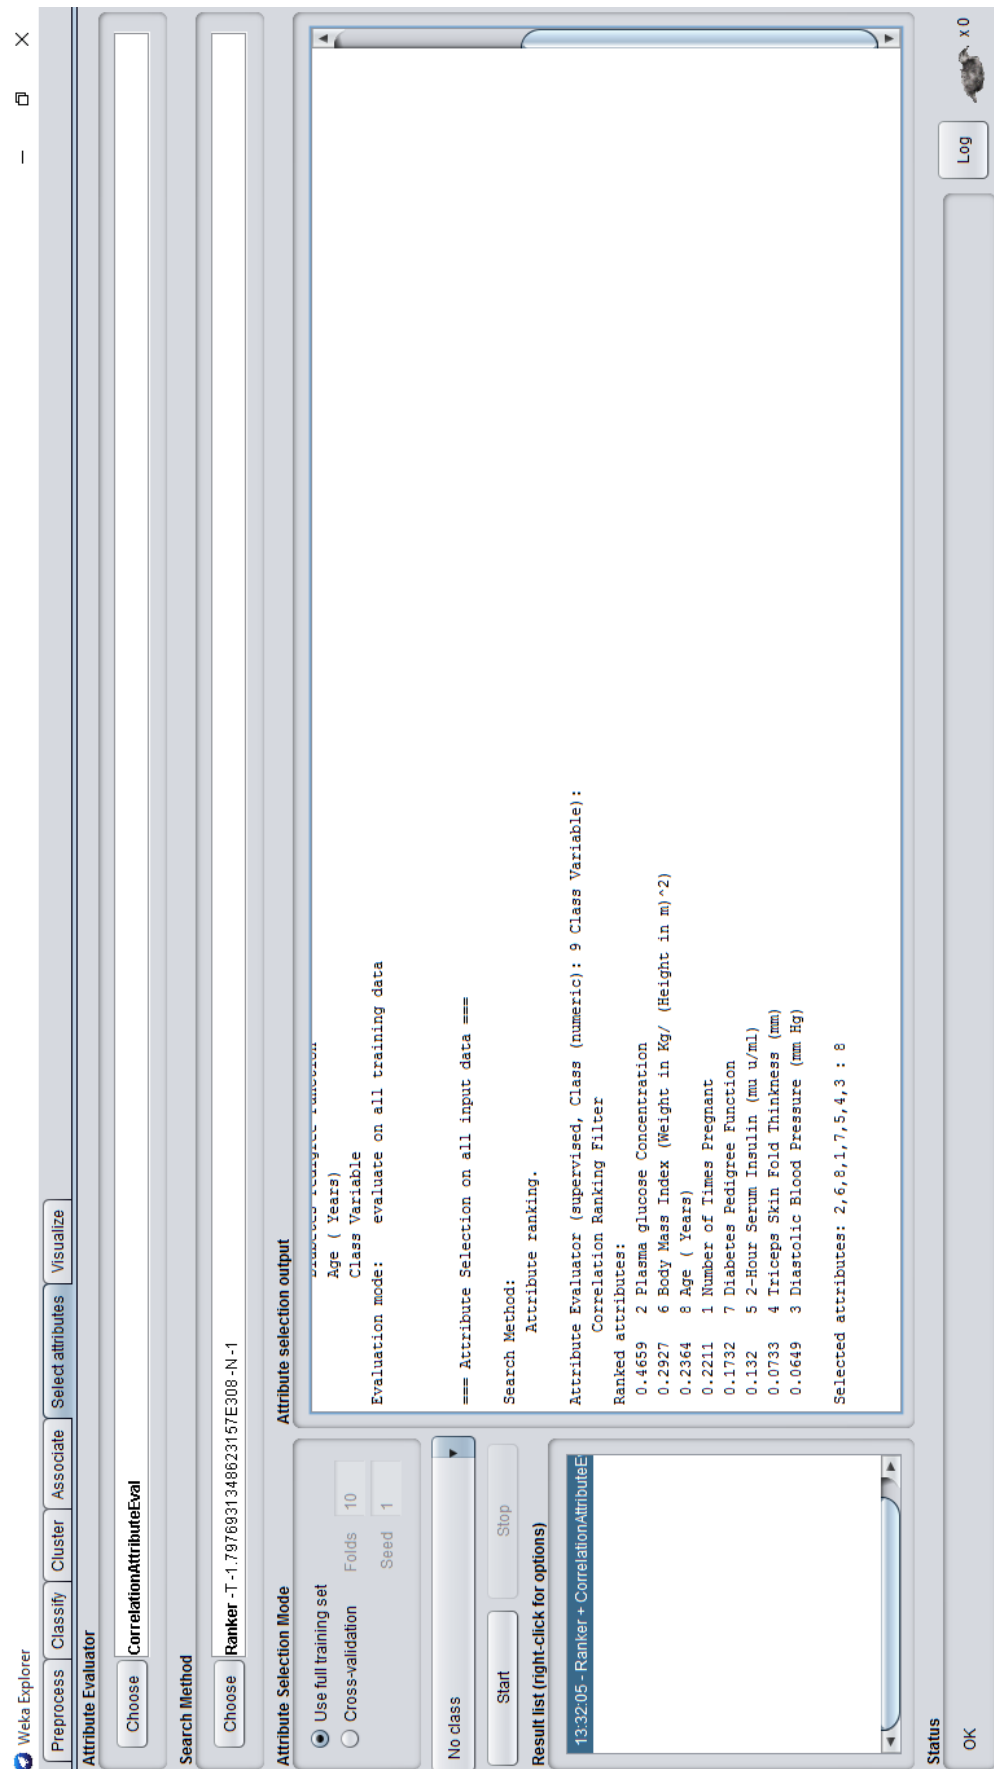 Weka Explorer
Preprocess Classify Cluster Associate Select attributes Visualize
Attribute Evaluator
Choose CorrelationAttributeEval
Search Method
Choose Ranker -T -1.7976931348623157E308 -N -1
Attribute Selection Mode
Use full training set
Cross-validation Folds 10
Seed 1
No class
Start Stop
Result list (right-click for options)
13:32:05 - Ranker + CorrelationAttributeE
Attribute selection output
Diabetes Pedigree Function
Age ( Years)
Class Variable
Evaluation mode: evaluate on all training data
=== Attribute Selection on all input data ===
Search Method:
Attribute ranking.
Attribute Evaluator (supervised, Class (numeric): 9 Class Variable):
Correlation Ranking Filter
Ranked attributes:
0.4659 2 Plasma glucose Concentration
0.2927 6 Body Mass Index (Weight in Kg/ (Height in m)^2)
0.2364 8 Age ( Years)
0.2211 1 Number of Times Pregnant
0.1732 7 Diabetes Pedigree Function
0.132 5 2-Hour Serum Insulin (mu u/ml)
0.0733 4 Triceps Skin Fold Thinkness (mm)
0.0649 3 Diastolic Blood Pressure (mm Hg)
Selected attributes: 2,6,8,1,7,5,4,3 : 8
Status
OK
Log
x 0